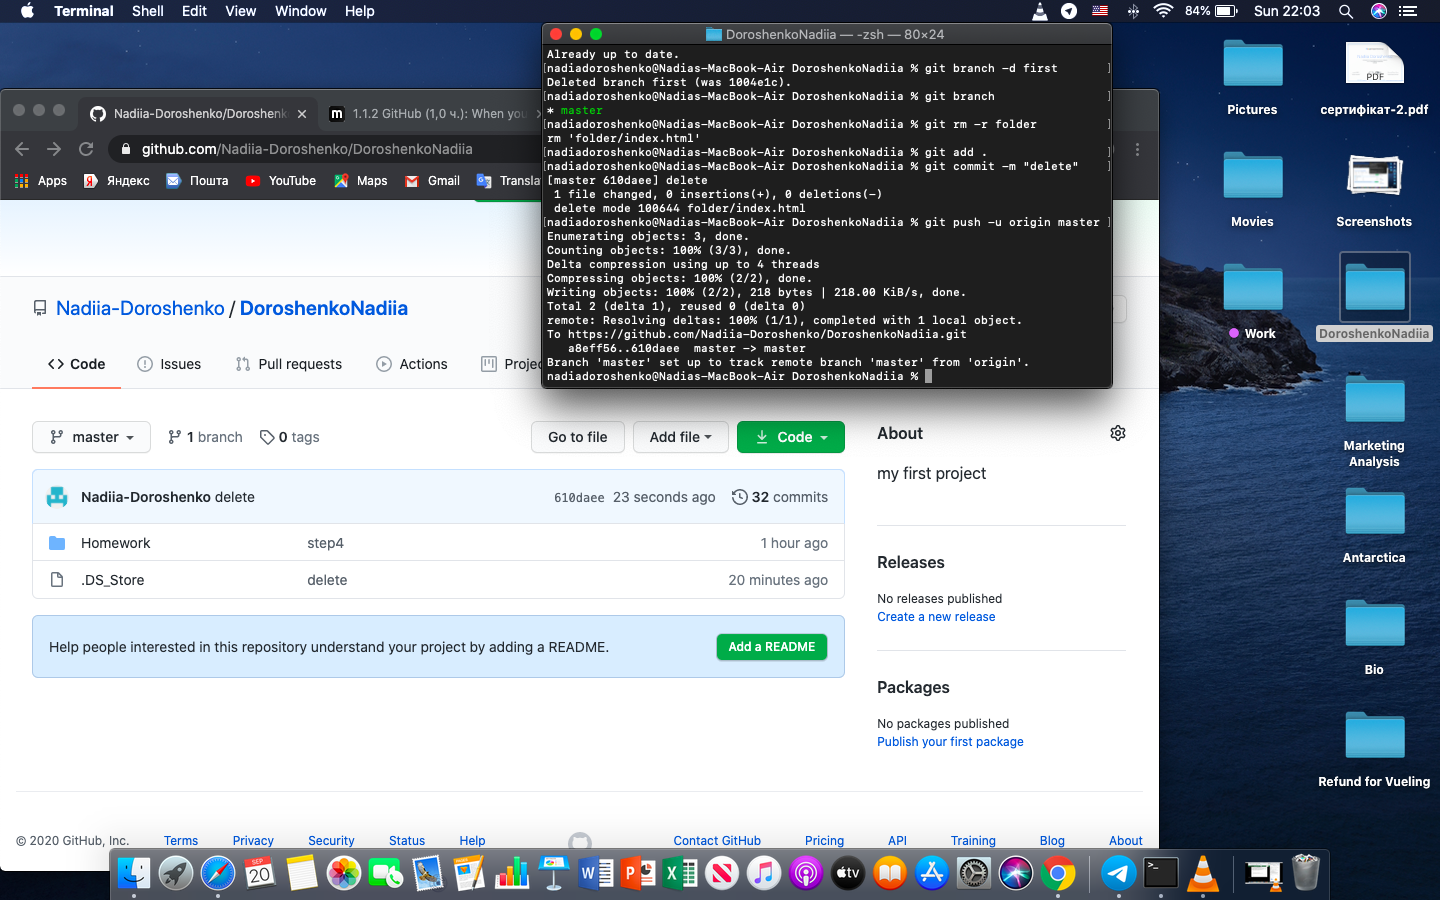 Terminal Shell Edit View Window Help
84% Sun 22:03
DoroshenkoNadiia — -zsh — 80×24
Already up to date.
[nadiadoroshenko@Nadias-MacBook-Air DoroshenkoNadiia % git branch -d first ]
Deleted branch first (was 1004e1c).
[nadiadoroshenko@Nadias-MacBook-Air DoroshenkoNadiia % git branch ]
* master
[nadiadoroshenko@Nadias-MacBook-Air DoroshenkoNadiia % git rm -r folder ]
rm 'folder/index.html'
[nadiadoroshenko@Nadias-MacBook-Air DoroshenkoNadiia % git add . ]
[nadiadoroshenko@Nadias-MacBook-Air DoroshenkoNadiia % git commit -m "delete" ]
[master 610daee] delete
1 file changed, 0 insertions(+), 0 deletions(-)
delete mode 100644 folder/index.html
[nadiadoroshenko@Nadias-MacBook-Air DoroshenkoNadiia % git push -u origin master ]
Enumerating objects: 3, done.
Counting objects: 100% (3/3), done.
Delta compression using up to 4 threads
Compressing objects: 100% (2/2), done.
Writing objects: 100% (2/2), 218 bytes | 218.00 KiB/s, done.
Total 2 (delta 1), reused 0 (delta 0)
remote: Resolving deltas: 100% (1/1), completed with 1 local object.
To https://github.com/Nadiia-Doroshenko/DoroshenkoNadiia.git
a8eff56..610daee master -> master
Branch 'master' set up to track remote branch 'master' from 'origin'.
nadiadoroshenko@Nadias-MacBook-Air DoroshenkoNadiia %
Nadiia-Doroshenko/Doroshenk
m 1.1.2 GitHub (1,0 ч.): When you
github.com/Nadiia-Doroshenko/DoroshenkoNadiia
Apps Яндекс Пошта YouTube Maps Gmail Transla
Nadiia-Doroshenko / DoroshenkoNadiia
Code Issues Pull requests Actions Projec
master 1 branch 0 tags Go to file Add file Code
Nadiia-Doroshenko delete 610daee 23 seconds ago 32 commits
Homework step4 1 hour ago
.DS_Store delete 20 minutes ago
Help people interested in this repository understand your project by adding a README. Add a README
About
my first project
Releases
No releases published
Create a new release
Packages
No packages published
Publish your first package
© 2020 GitHub, Inc. Terms Privacy Security Status Help Contact GitHub Pricing API Training Blog About
Pictures
PDF
сертифікат-2.pdf
Movies
Screenshots
Work
DoroshenkoNadiia
Marketing
Analysis
Antarctica
Bio
Refund for Vueling
SEP
20
W P X tv